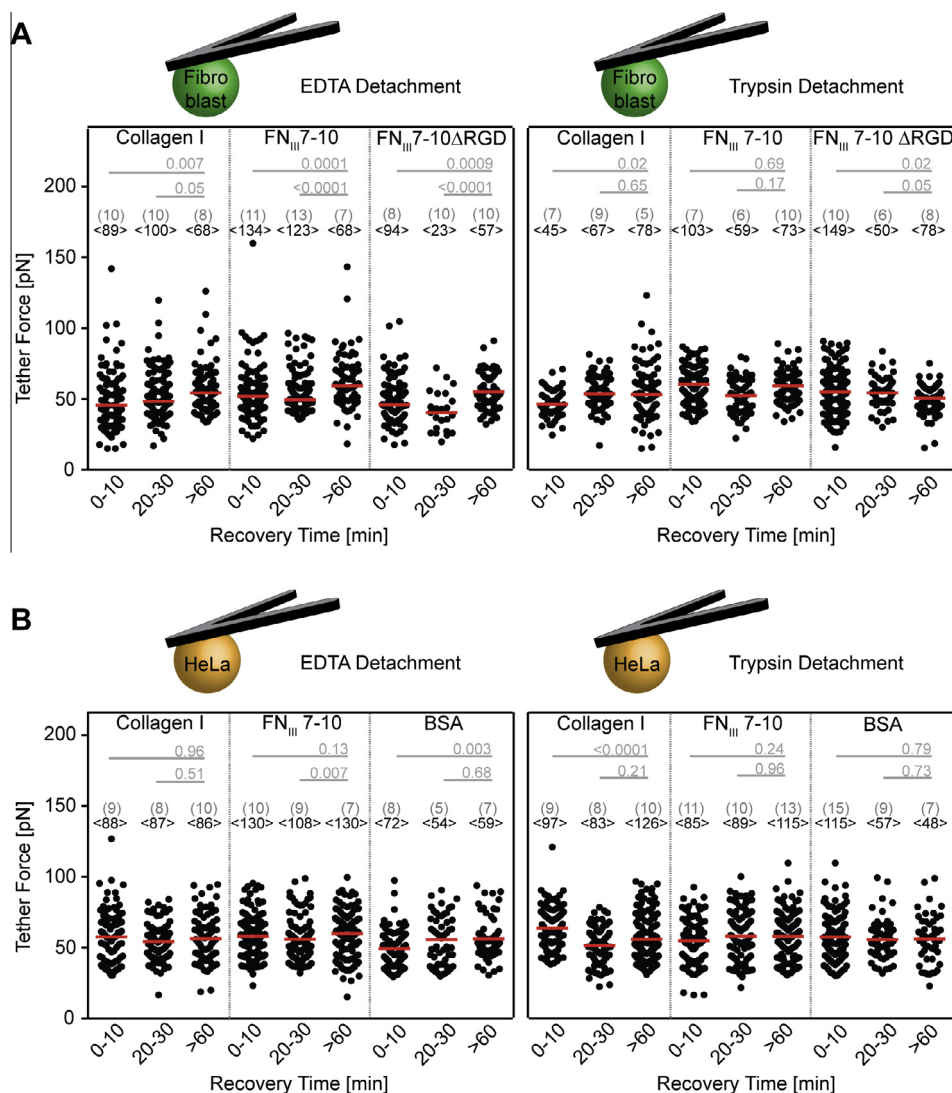 A
Fibro
blast
EDTA Detachment
Fibro
blast
Trypsin Detachment
Collagen I FN_III 7-10 FN_III 7-10ΔRGD
0.007 0.0001 0.0009
0.05 <0.0001 <0.0001
(10) (10) (8) (11) (13) (7) (8) (10) (10)
<89> <100> <68> <134> <123> <68> <94> <23> <57>
Collagen I FN_III 7-10 FN_III 7-10 ΔRGD
0.02 0.69 0.02
0.65 0.17 0.05
(7) (9) (5) (7) (6) (10) (10) (6) (8)
<45> <67> <78> <103> <59> <73> <149> <50> <78>
Tether Force [pN]
200
150
100
50
0
0-10 20-30 >60 0-10 20-30 >60 0-10 20-30 >60
Recovery Time [min]
0-10 20-30 >60 0-10 20-30 >60 0-10 20-30 >60
Recovery Time [min]
B
HeLa
EDTA Detachment
HeLa
Trypsin Detachment
Collagen I FN_III 7-10 BSA
0.96 0.13 0.003
0.51 0.007 0.68
(9) (8) (10) (10) (9) (7) (8) (5) (7)
<88> <87> <86> <130> <108> <130> <72> <54> <59>
Collagen I FN_III 7-10 BSA
<0.0001 0.24 0.79
0.21 0.96 0.73
(9) (8) (10) (11) (10) (13) (15) (9) (7)
<97> <83> <126> <85> <89> <115> <115> <57> <48>
Tether Force [pN]
200
150
100
50
0
0-10 20-30 >60 0-10 20-30 >60 0-10 20-30 >60
Recovery Time [min]
0-10 20-30 >60 0-10 20-30 >60 0-10 20-30 >60
Recovery Time [min]